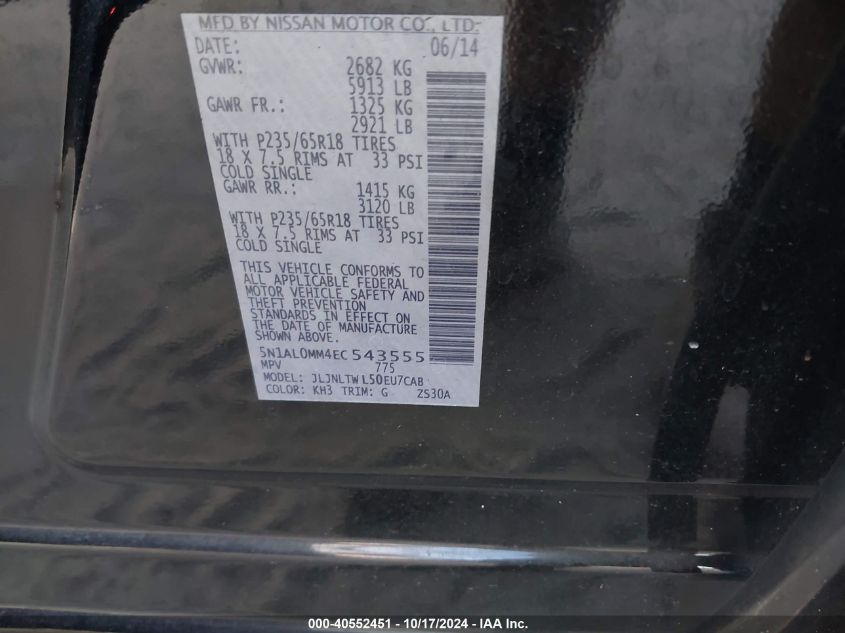 MFD BY NISSAN MOTOR CO., LTD.
DATE: 06/14
GVWR: 2682 KG
5913 LB
GAWR FR.: 1325 KG
2921 LB
WITH P235/65R18 TIRES
18 X 7.5 RIMS AT 33 PSI
COLD SINGLE
GAWR RR.: 1415 KG
3120 LB
WITH P235/65R18 TIRES
18 X 7.5 RIMS AT 33 PSI
COLD SINGLE
THIS VEHICLE CONFORMS TO
ALL APPLICABLE FEDERAL
MOTOR VEHICLE SAFETY AND
THEFT PREVENTION
STANDARDS IN EFFECT ON
THE DATE OF MANUFACTURE
SHOWN ABOVE.
5N1AL0MM4EC543555
MPV 775
MODEL: JLJNLTW L50EU7CAB
COLOR: KH3 TRIM: G ZS30A
000-40552451 - 10/17/2024 - IAA Inc.